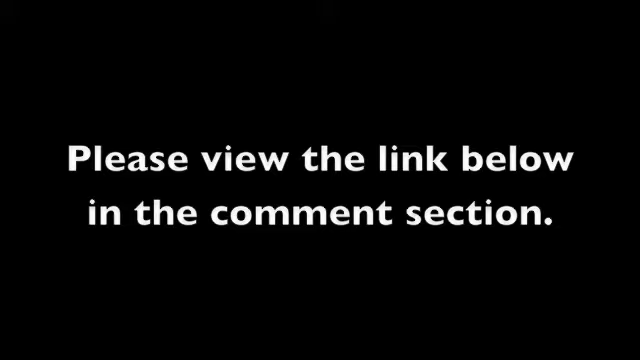 Please view the link below
in the comment section.